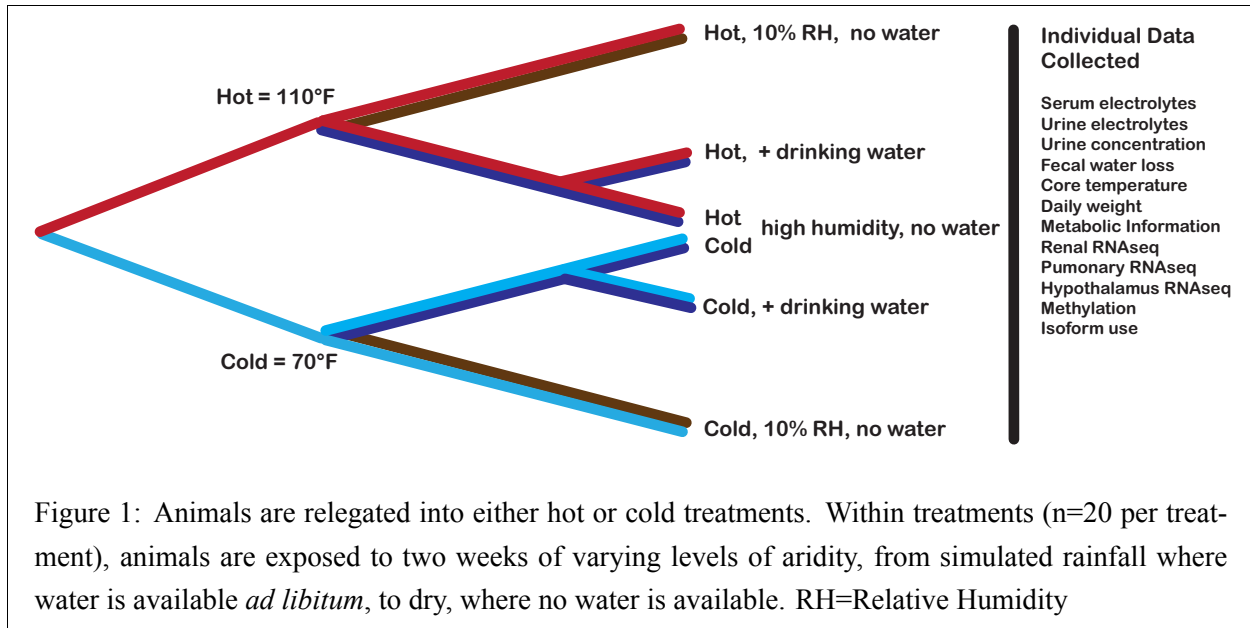 Hot, 10% RH, no water
Hot = 110°F
Hot, + drinking water
Hot
high humidity, no water
Cold
Cold, + drinking water
Cold = 70°F
Cold, 10% RH, no water
Individual Data
Collected
Serum electrolytes
Urine electrolytes
Urine concentration
Fecal water loss
Core temperature
Daily weight
Metabolic Information
Renal RNAseq
Pumonary RNAseq
Hypothalamus RNAseq
Methylation
Isoform use
Figure 1: Animals are relegated into either hot or cold treatments. Within treatments (n=20 per treat-
ment), animals are exposed to two weeks of varying levels of aridity, from simulated rainfall where
water is available ad libitum, to dry, where no water is available. RH=Relative Humidity